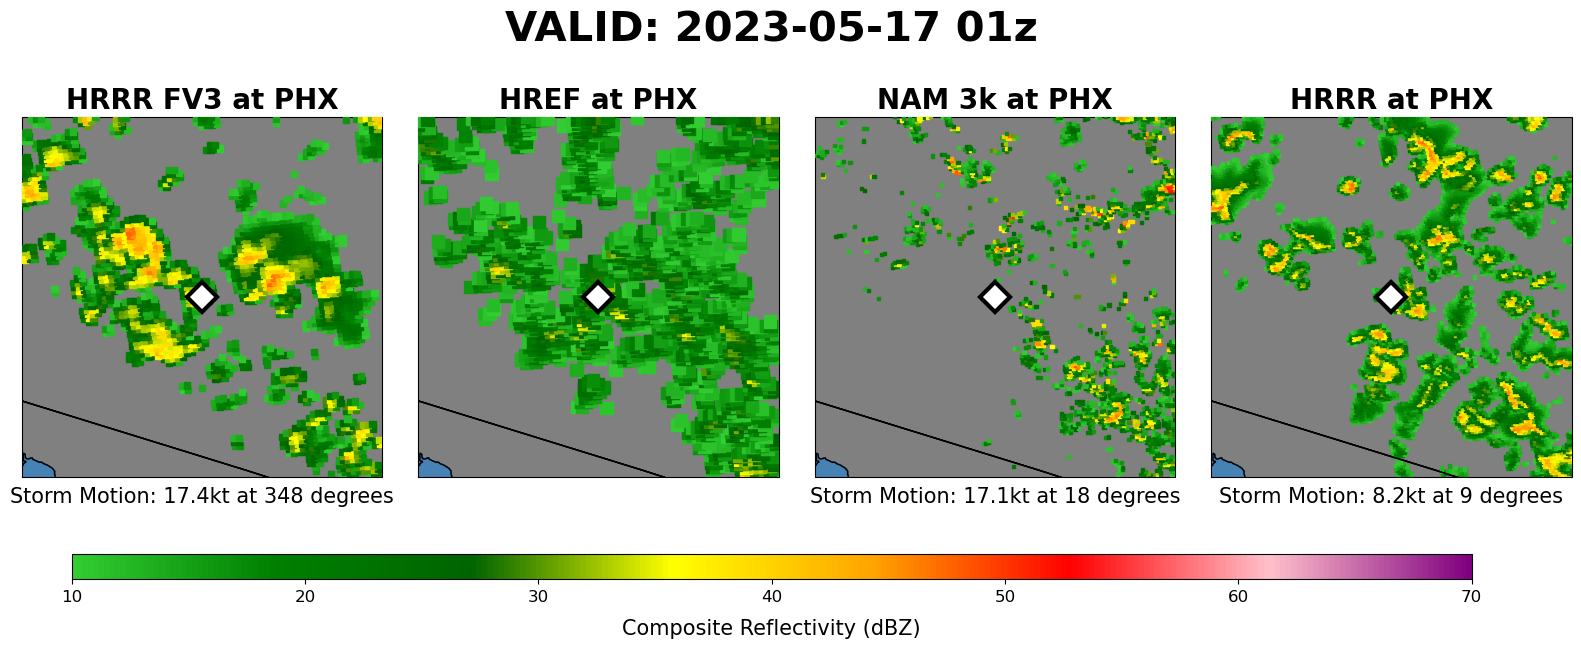 VALID: 2023-05-17 01z
HRRR FV3 at PHX
HREF at PHX
NAM 3k at PHX
HRRR at PHX
Storm Motion: 17.4kt at 348 degrees
Storm Motion: 17.1kt at 18 degrees
Storm Motion: 8.2kt at 9 degrees
10 20 30 40 50 60 70
Composite Reflectivity (dBZ)